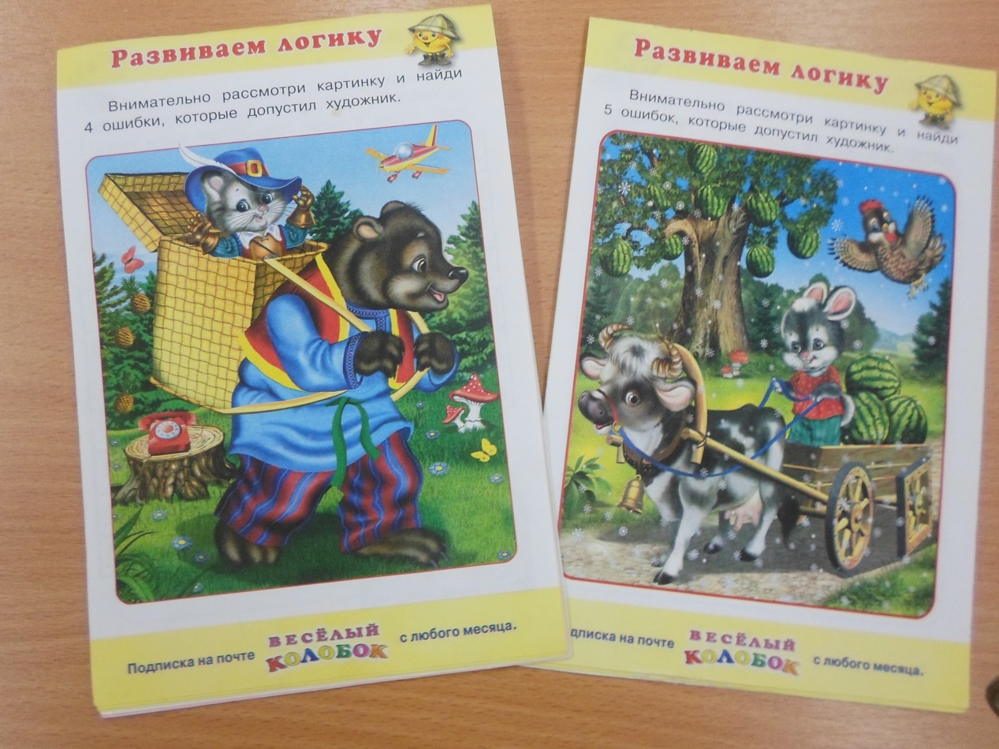 Развиваем логику
Внимательно рассмотри картинку и найди
4 ошибки, которые допустил художник.
Подписка на почте ВЕСЁЛЫЙ КОЛОБОК с любого месяца.
Развиваем логику
Внимательно рассмотри картинку и найди
5 ошибок, которые допустил художник.
дписка на почте ВЕСЁЛЫЙ КОЛОБОК с любого месяца.